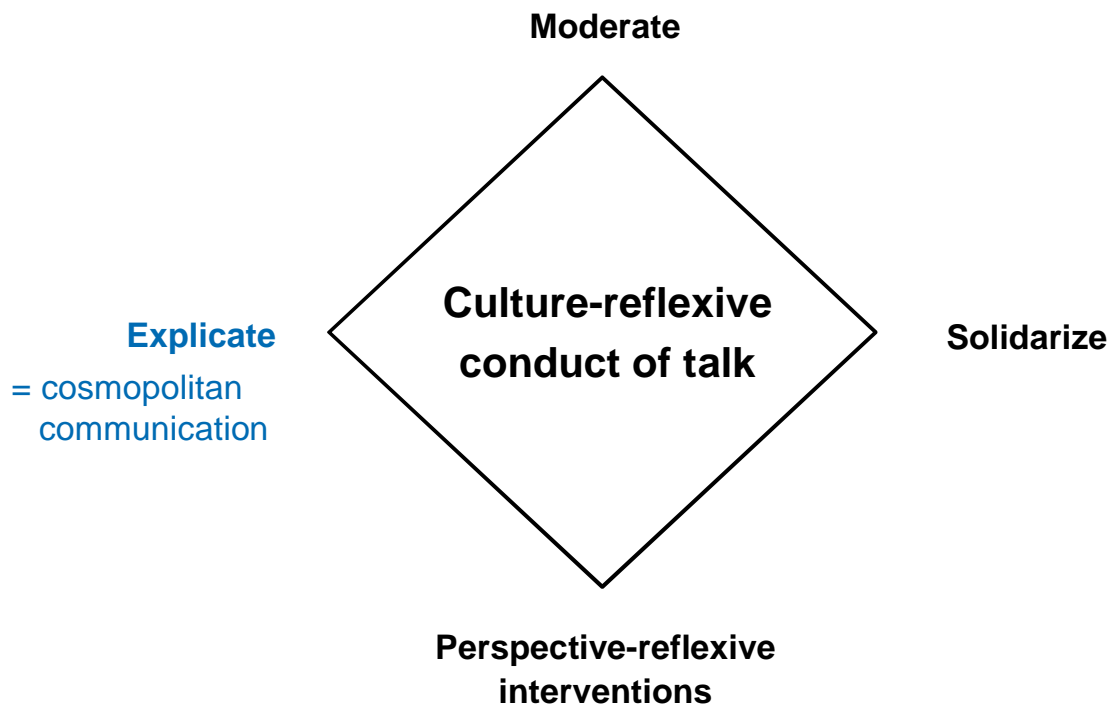 Moderate
Culture-reflexive
conduct of talk
Explicate
= cosmopolitan
communication
Solidarize
Perspective-reflexive
interventions